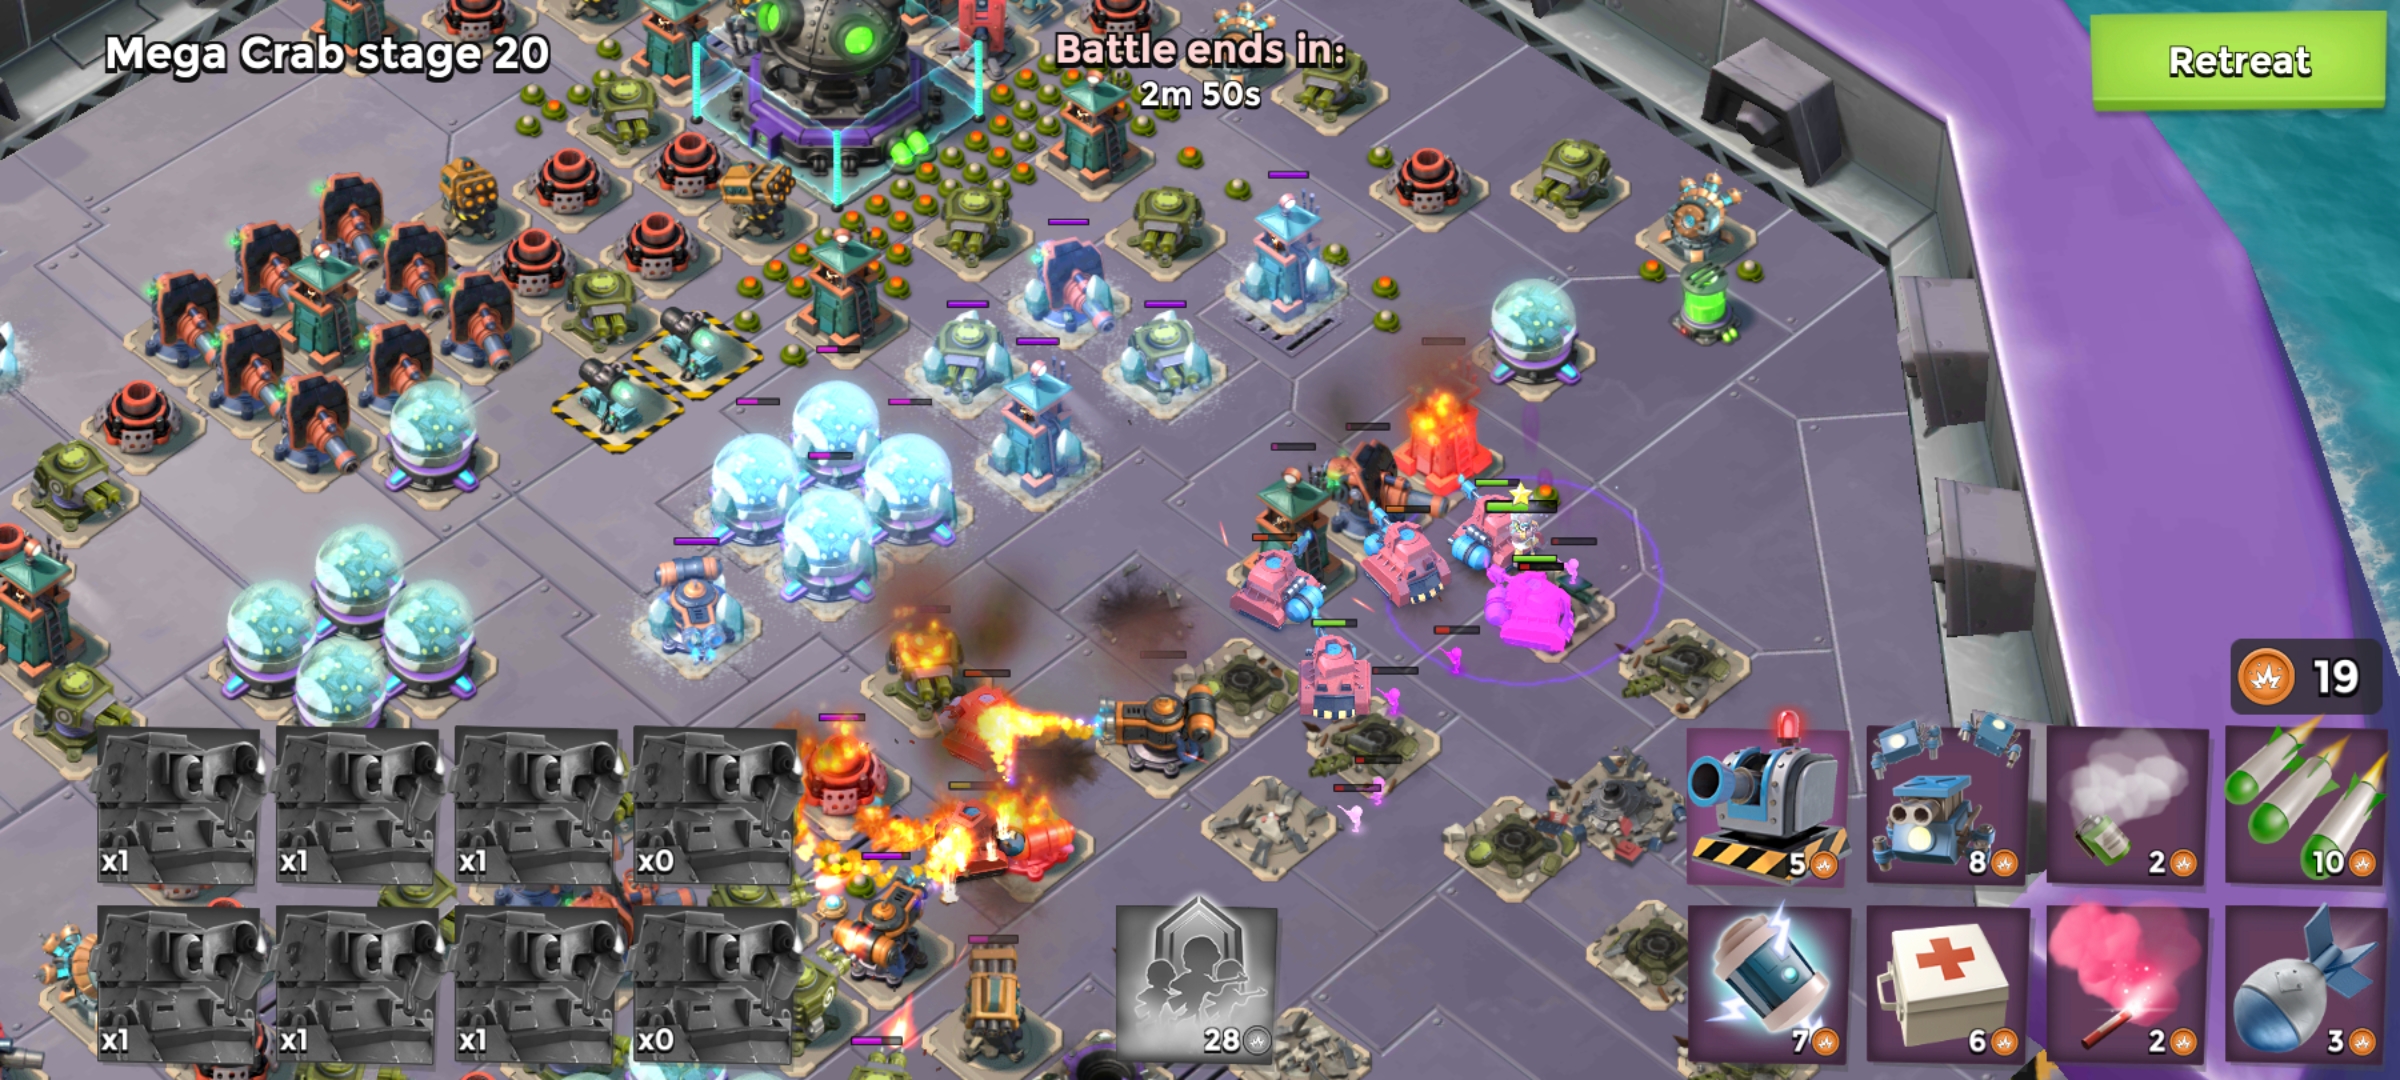 Mega Crab stage 20
Battle ends in:
2m 50s
Retreat
19
x1
x1
x1
x0
5
8
2
10
x1
x1
x1
x0
28
7
6
2
3